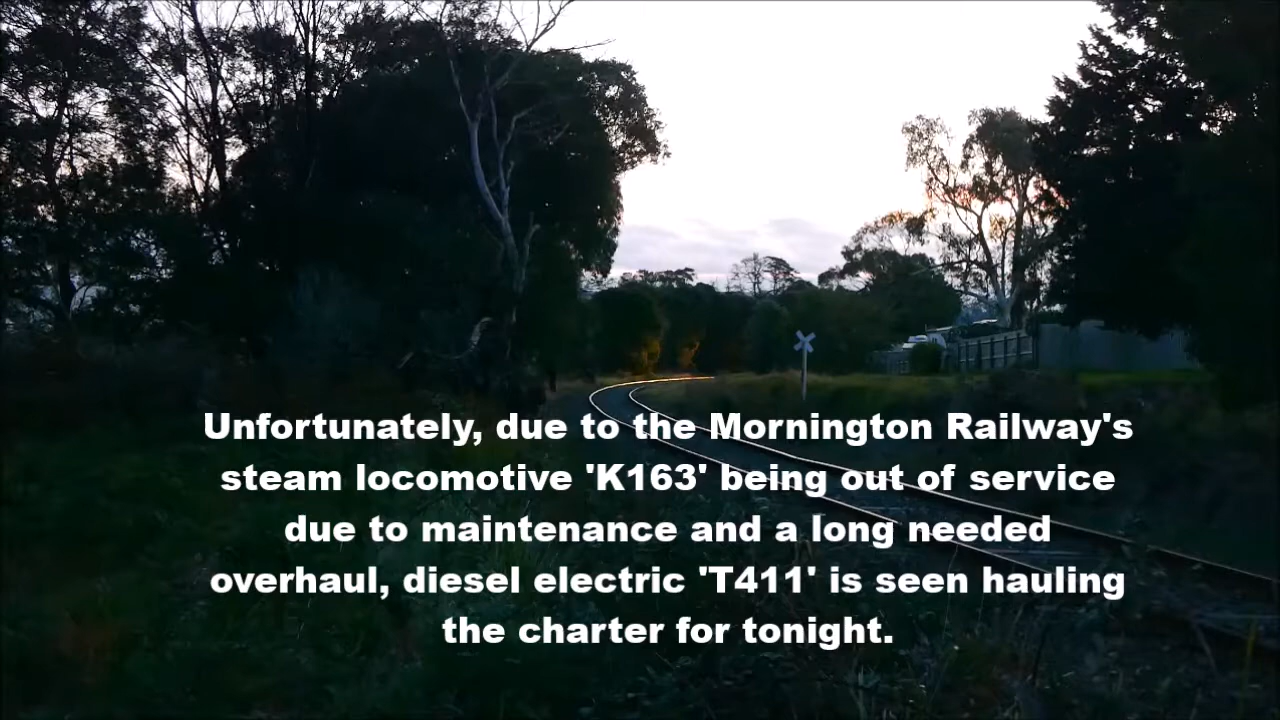 Unfortunately, due to the Mornington Railway's
steam locomotive 'K163' being out of service
due to maintenance and a long needed
overhaul, diesel electric 'T411' is seen hauling
the charter for tonight.